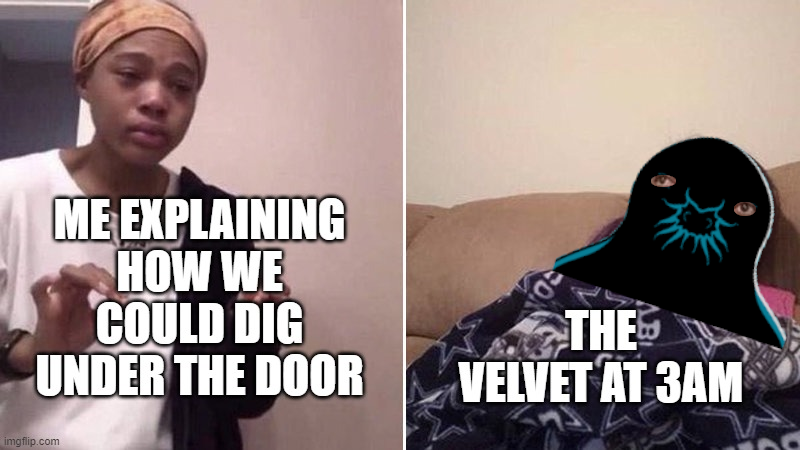 ME EXPLAINING
HOW WE
COULD DIG
UNDER THE DOOR
THE
VELVET AT 3AM
imgflip.com